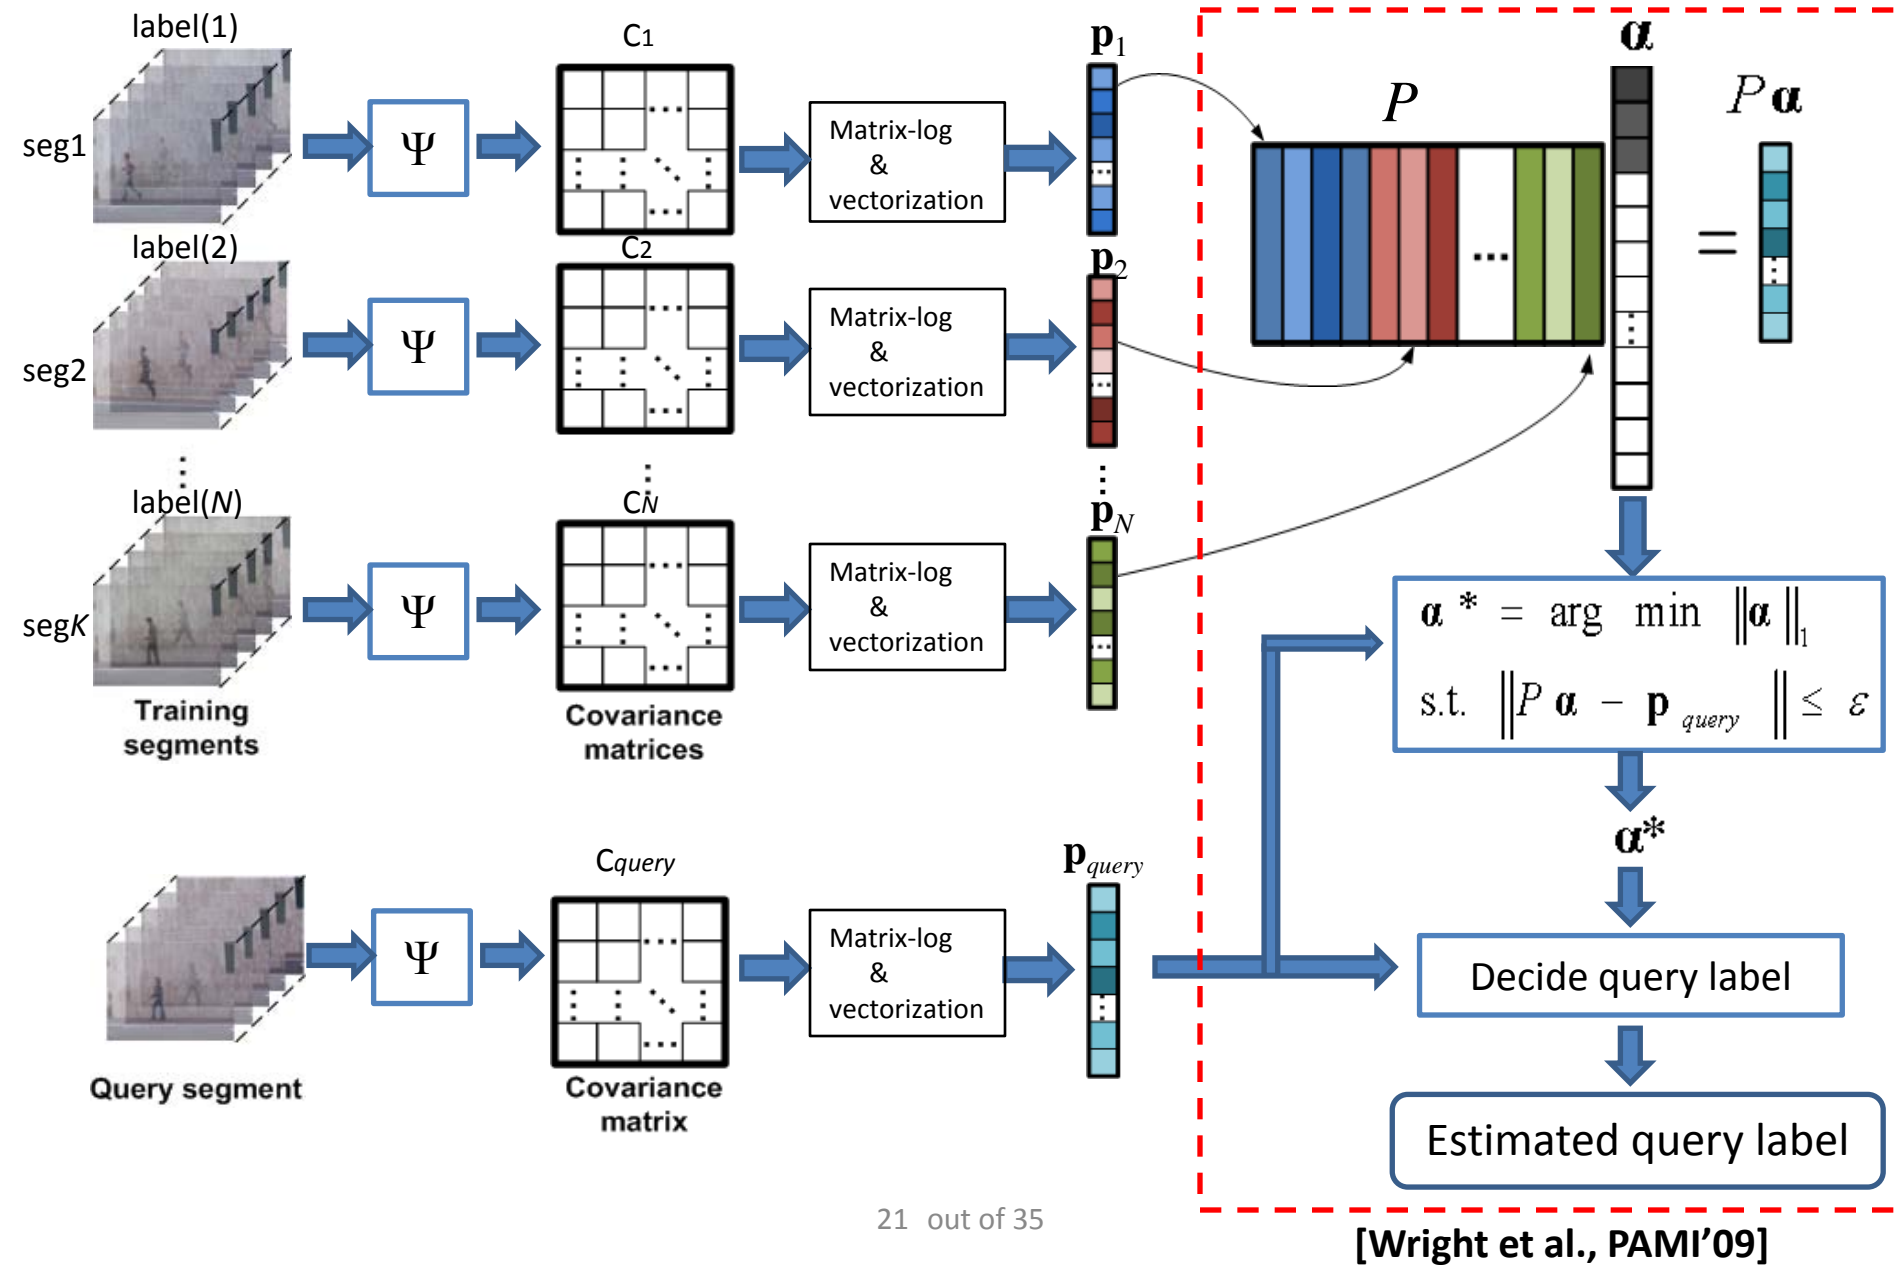 label(1)
C1
p1
α
seg1
Ψ
Matrix-log
&
vectorization
P
Pα
=
...
label(2)
C2
p2
seg2
Ψ
Matrix-log
&
vectorization
label(N)
CN
pN
segK
Ψ
Matrix-log
&
vectorization
Training
segments
Covariance
matrices
α * = arg min ‖α‖1
s.t. ‖P α − p query‖ ≤ ε
α*
Cquery
pquery
Ψ
Matrix-log
&
vectorization
Decide query label
Query segment
Covariance
matrix
Estimated query label
21 out of 35
[Wright et al., PAMI’09]